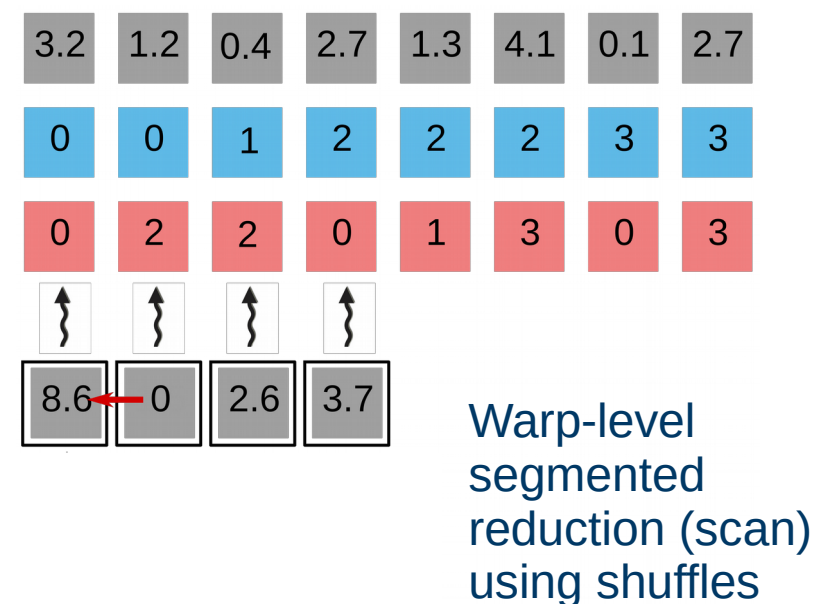 3.2 1.2 0.4 2.7 1.3 4.1 0.1 2.7
0 0 1 2 2 2 3 3
0 2 2 0 1 3 0 3
8.6 0 2.6 3.7
Warp-level
segmented
reduction (scan)
using shuffles